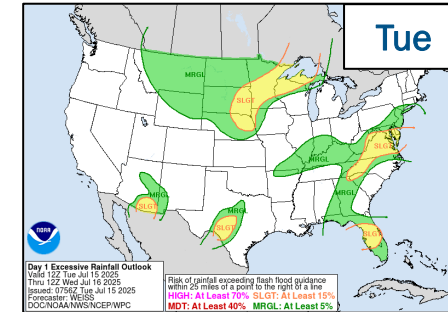 Tue
MRGL
SLGT
SLGT
MRGL
MRGL
MRGL
SLGT
MRGL
SLGT
SLGT
NOAA
Day 1 Excessive Rainfall Outlook
Valid 12Z Tue Jul 15 2025
Thru 12Z Wed Jul 16 2025
Issued: 0756Z Tue Jul 15 2025
Forecaster: WEISS
DOC/NOAA/NWS/NCEP/WPC
Risk of rainfall exceeding flash flood guidance
within 25 miles of a point to the right of a line
HIGH: At Least 70% SLGT: At Least 15%
MDT: At Least 40% MRGL: At Least 5%